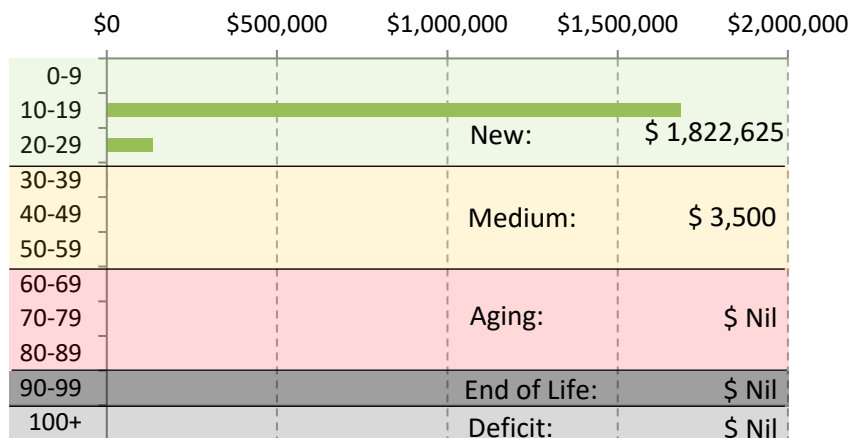 $0 $500,000 $1,000,000 $1,500,000 $2,000,000
0-9
10-19
New: $ 1,822,625
20-29
30-39
40-49 Medium: $ 3,500
50-59
60-69
70-79 Aging: $ Nil
80-89
90-99 End of Life: $ Nil
100+ Deficit: $ Nil